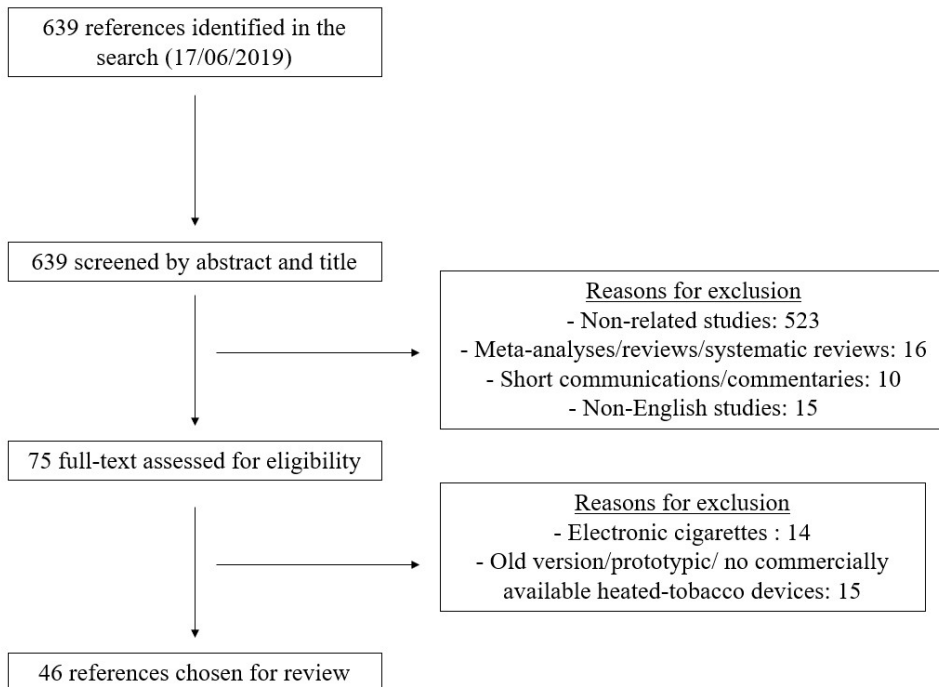 639 references identified in the
search (17/06/2019)
639 screened by abstract and title
Reasons for exclusion
- Non-related studies: 523
- Meta-analyses/reviews/systematic reviews: 16
- Short communications/commentaries: 10
- Non-English studies: 15
75 full-text assessed for eligibility
Reasons for exclusion
- Electronic cigarettes : 14
- Old version/prototypic/ no commercially
available heated-tobacco devices: 15
46 references chosen for review